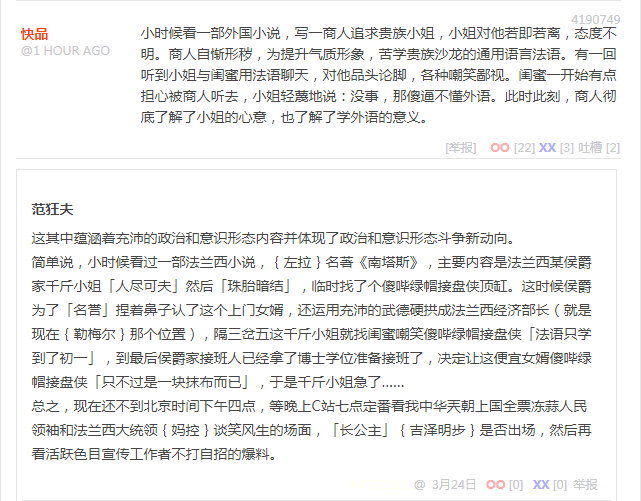 4190749
快品
@1 HOUR AGO
小时候看一部外国小说，写一商人追求贵族小姐，小姐对他若即若离，态度不
明。商人自惭形秽，为提升气质形象，苦学贵族沙龙的通用语言法语。有一回
听到小姐与闺蜜用法语聊天，对他品头论脚，各种嘲笑鄙视。闺蜜一开始有点
担心被商人听去，小姐轻蔑地说：没事，那傻逼不懂外语。此时此刻，商人彻
底了解了小姐的心意，也了解了学外语的意义。
[举报] OO [22] XX [3] 吐槽 [2]
范狂夫
这其中蕴涵着充沛的政治和意识形态内容并体现了政治和意识形态斗争新动向。
简单说，小时候看过一部法兰西小说，｛左拉｝名著《南塔斯》，主要内容是法兰西某侯爵
家千斤小姐「人尽可夫」然后「珠胎暗结」，临时找了个傻哔绿帽接盘侠顶缸。这时候侯爵
为了「名誉」捏着鼻子认了这个上门女婿，还运用充沛的武德硬拱成法兰西经济部长（就是
现在｛勒梅尔｝那个位置），隔三岔五这千斤小姐就找闺蜜嘲笑傻哔绿帽接盘侠「法语只学
到了初一」，到最后侯爵家接班人已经拿了博士学位准备接班了，决定让这便宜女婿傻哔绿
帽接盘侠「只不过是一块抹布而已」，于是千斤小姐急了......
总之，现在还不到北京时间下午四点，等晚上C站七点定番看我中华天朝上国全票冻蒜人民
领袖和法兰西大统领｛妈控｝谈笑风生的场面，「长公主」｛吉泽明步｝是否出场，然后再
看活跃色目宣传工作者不打自招的爆料。
@ 3月24日 OO [0] XX [0] 举报